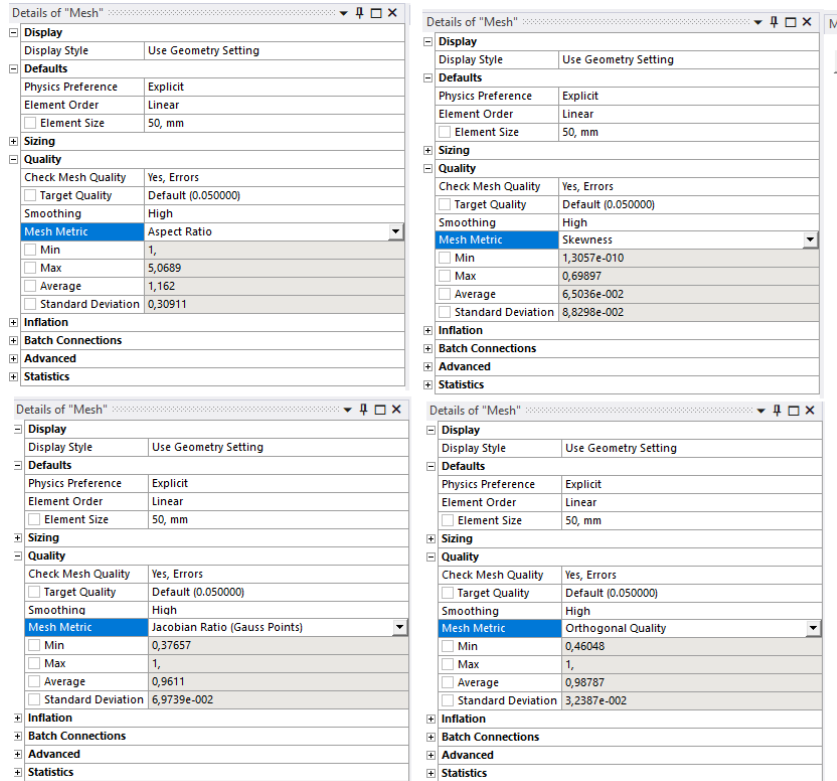 Details of "Mesh"
Display
Display Style Use Geometry Setting
Defaults
Physics Preference Explicit
Element Order Linear
Element Size 50, mm
Sizing
Quality
Check Mesh Quality Yes, Errors
Target Quality Default (0.050000)
Smoothing High
Mesh Metric Aspect Ratio
Min 1,
Max 5,0689
Average 1,162
Standard Deviation 0,30911
Inflation
Batch Connections
Advanced
Statistics
Details of "Mesh"
Display
Display Style Use Geometry Setting
Defaults
Physics Preference Explicit
Element Order Linear
Element Size 50, mm
Sizing
Quality
Check Mesh Quality Yes, Errors
Target Quality Default (0.050000)
Smoothing High
Mesh Metric Skewness
Min 1,3057e-010
Max 0,69897
Average 6,5036e-002
Standard Deviation 8,8298e-002
Inflation
Batch Connections
Advanced
Statistics
M
Details of "Mesh"
Display
Display Style Use Geometry Setting
Defaults
Physics Preference Explicit
Element Order Linear
Element Size 50, mm
Sizing
Quality
Check Mesh Quality Yes, Errors
Target Quality Default (0.050000)
Smoothing High
Mesh Metric Jacobian Ratio (Gauss Points)
Min 0,37657
Max 1,
Average 0,9611
Standard Deviation 6,9739e-002
Inflation
Batch Connections
Advanced
Statistics
Details of "Mesh"
Display
Display Style Use Geometry Setting
Defaults
Physics Preference Explicit
Element Order Linear
Element Size 50, mm
Sizing
Quality
Check Mesh Quality Yes, Errors
Target Quality Default (0.050000)
Smoothing High
Mesh Metric Orthogonal Quality
Min 0,46048
Max 1,
Average 0,98787
Standard Deviation 3,2387e-002
Inflation
Batch Connections
Advanced
Statistics